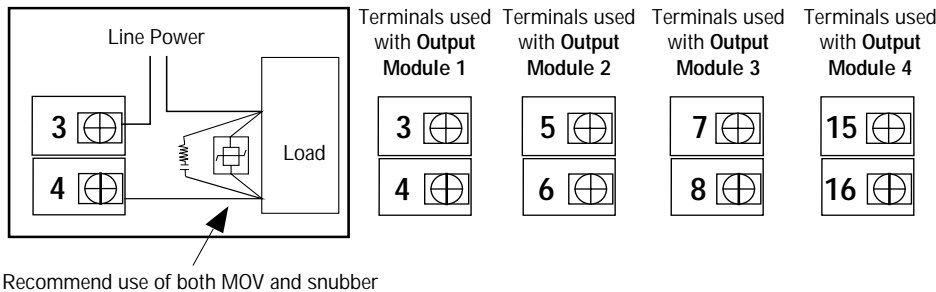 Line Power
3
4
Load
Terminals used
with Output
Module 1
3
4
Terminals used
with Output
Module 2
5
6
Terminals used
with Output
Module 3
7
8
Terminals used
with Output
Module 4
15
16
Recommend use of both MOV and snubber